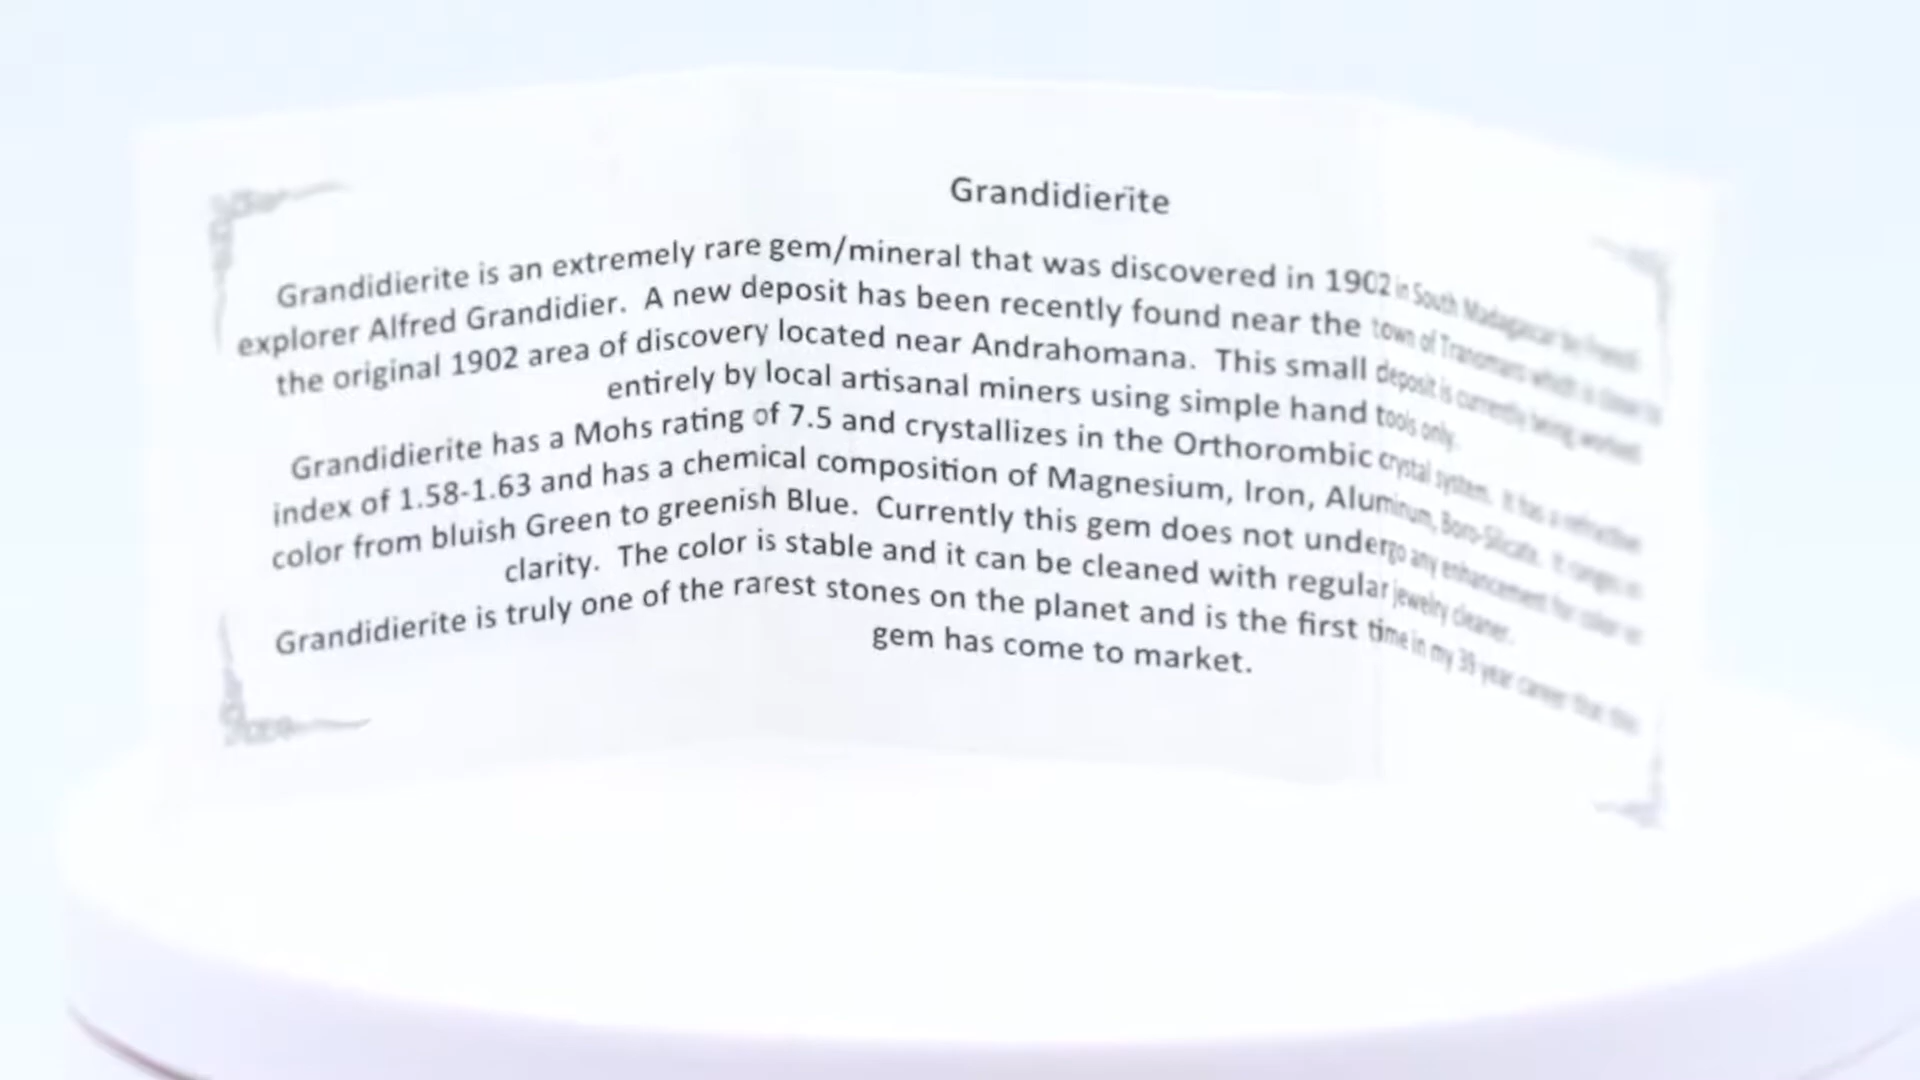 Grandidierite
Grandidierite is an extremely rare gem/mineral that was discovered in 1902 in South Madagascar by French
explorer Alfred Grandidier. A new deposit has been recently found near the town of Tranomaro which is closer to
the original 1902 area of discovery located near Andrahomana. This small deposit is currently being worked
entirely by local artisanal miners using simple hand tools only.
Grandidierite has a Mohs rating of 7.5 and crystallizes in the Orthorombic crystal system. It has a refractive
index of 1.58-1.63 and has a chemical composition of Magnesium, Iron, Aluminum, Boro-Silicate. It ranges in
color from bluish Green to greenish Blue. Currently this gem does not undergo any enhancement for color or
clarity. The color is stable and it can be cleaned with regular jewelry cleaner.
Grandidierite is truly one of the rarest stones on the planet and is the first time in my 39 year career that this
gem has come to market.